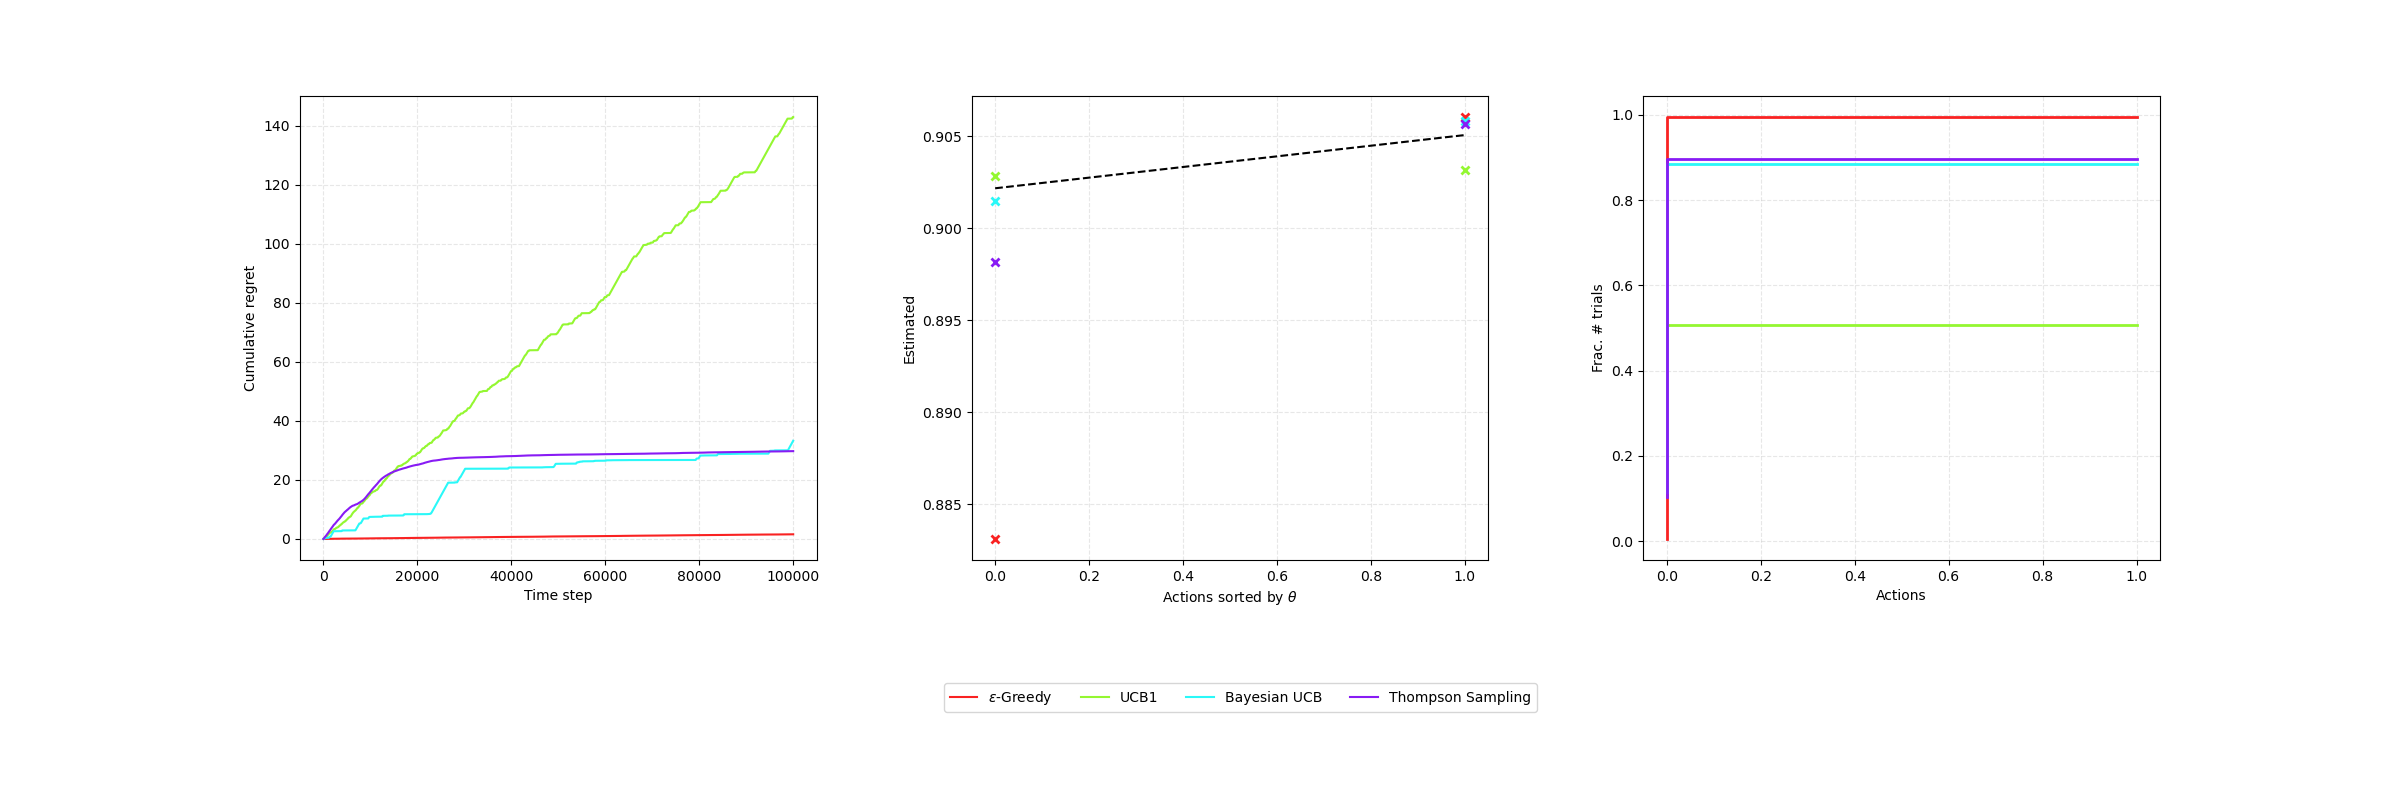 Cumulative regret
140
120
100
80
60
40
20
0
0 20000 40000 60000 80000 100000
Time step
Estimated
0.905
0.900
0.895
0.890
0.885
0.0 0.2 0.4 0.6 0.8 1.0
Actions sorted by θ
Frac. # trials
1.0
0.8
0.6
0.4
0.2
0.0
0.0 0.2 0.4 0.6 0.8 1.0
Actions
ε-Greedy UCB1 Bayesian UCB Thompson Sampling